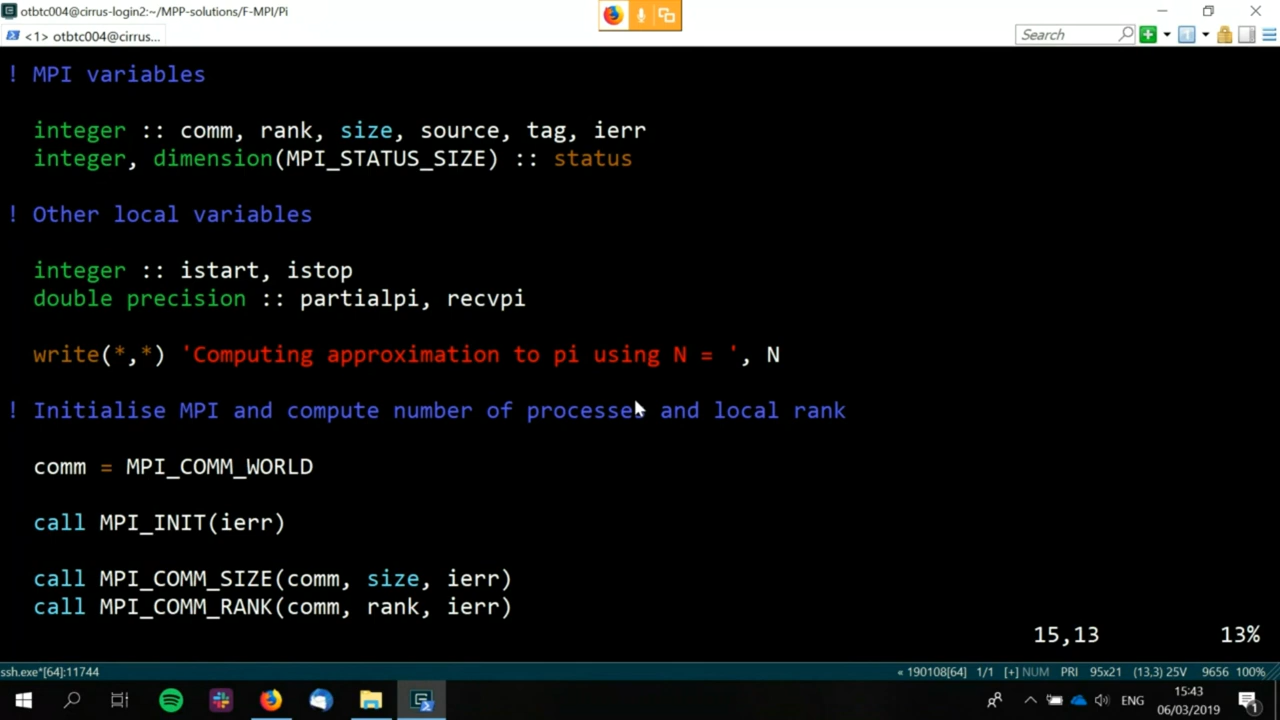 otbtc004@cirrus-login2:~/MPP-solutions/F-MPI/Pi
<1> otbtc004@cirrus...
Search
! MPI variables
integer :: comm, rank, size, source, tag, ierr
integer, dimension(MPI_STATUS_SIZE) :: status
! Other local variables
integer :: istart, istop
double precision :: partialpi, recvpi
write(*,*) 'Computing approximation to pi using N = ', N
! Initialise MPI and compute number of processes and local rank
comm = MPI_COMM_WORLD
call MPI_INIT(ierr)
call MPI_COMM_SIZE(comm, size, ierr)
call MPI_COMM_RANK(comm, rank, ierr)
15,13 13%
ssh.exe*[64]:11744 « 190108[64] 1/1 [+] NUM PRI 95x21 (13,3) 25V 9656 100%
ENG 15:43
06/03/2019 1